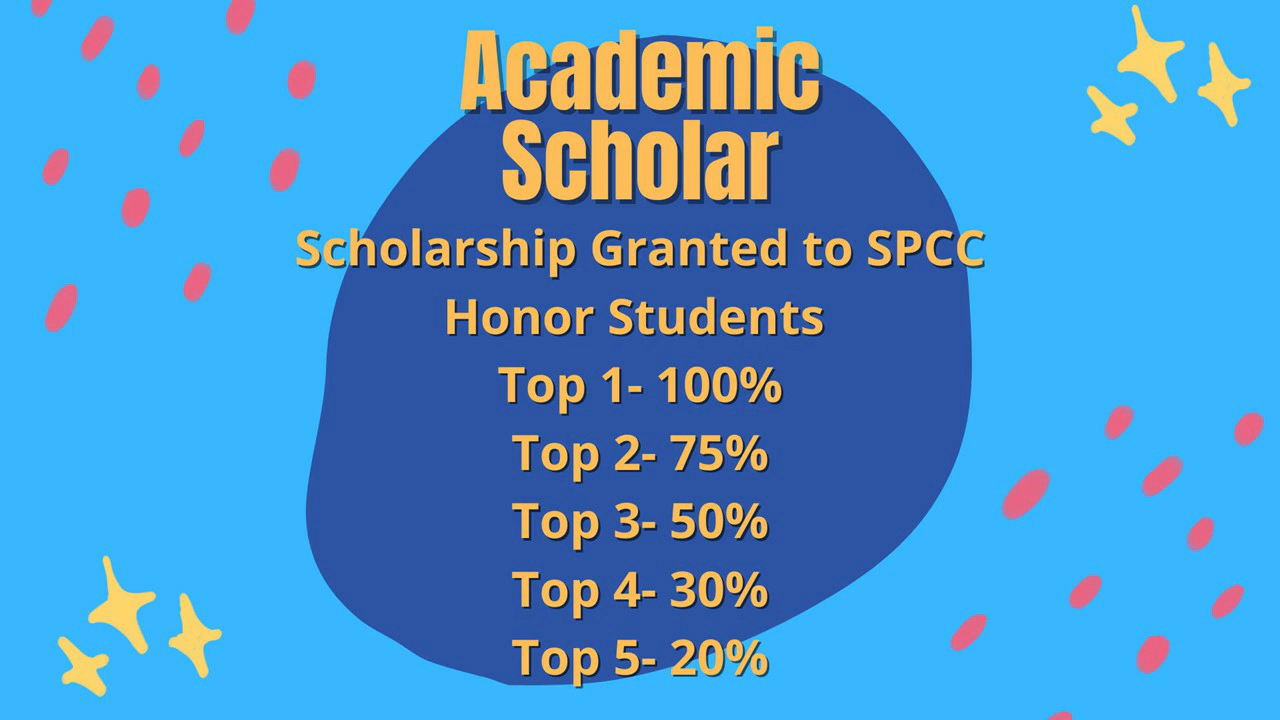 Academic
Scholar
Scholarship Granted to SPCC
Honor Students
Top 1- 100%
Top 2- 75%
Top 3- 50%
Top 4- 30%
Top 5- 20%